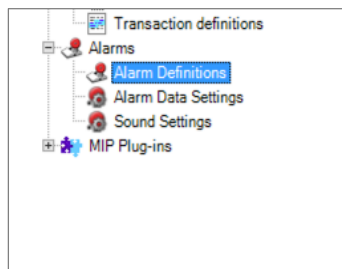 Transaction definitions
Alarms
Alarm Definitions
Alarm Data Settings
Sound Settings
MIP Plug-ins